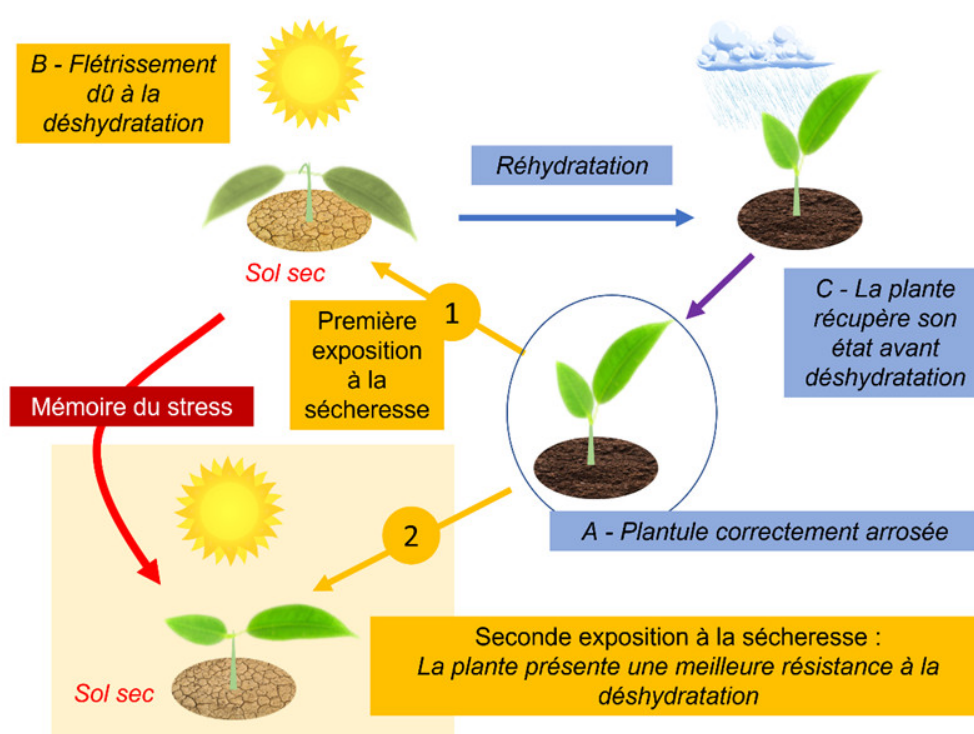 B - Flétrissement
dû à la
déshydratation
Réhydratation
Sol sec
1
Première
exposition
à la
sécheresse
C - La plante
récupère son
état avant
déshydratation
Mémoire du stress
2
A - Plantule correctement arrosée
Seconde exposition à la sécheresse :
La plante présente une meilleure résistance à la
déshydratation
Sol sec